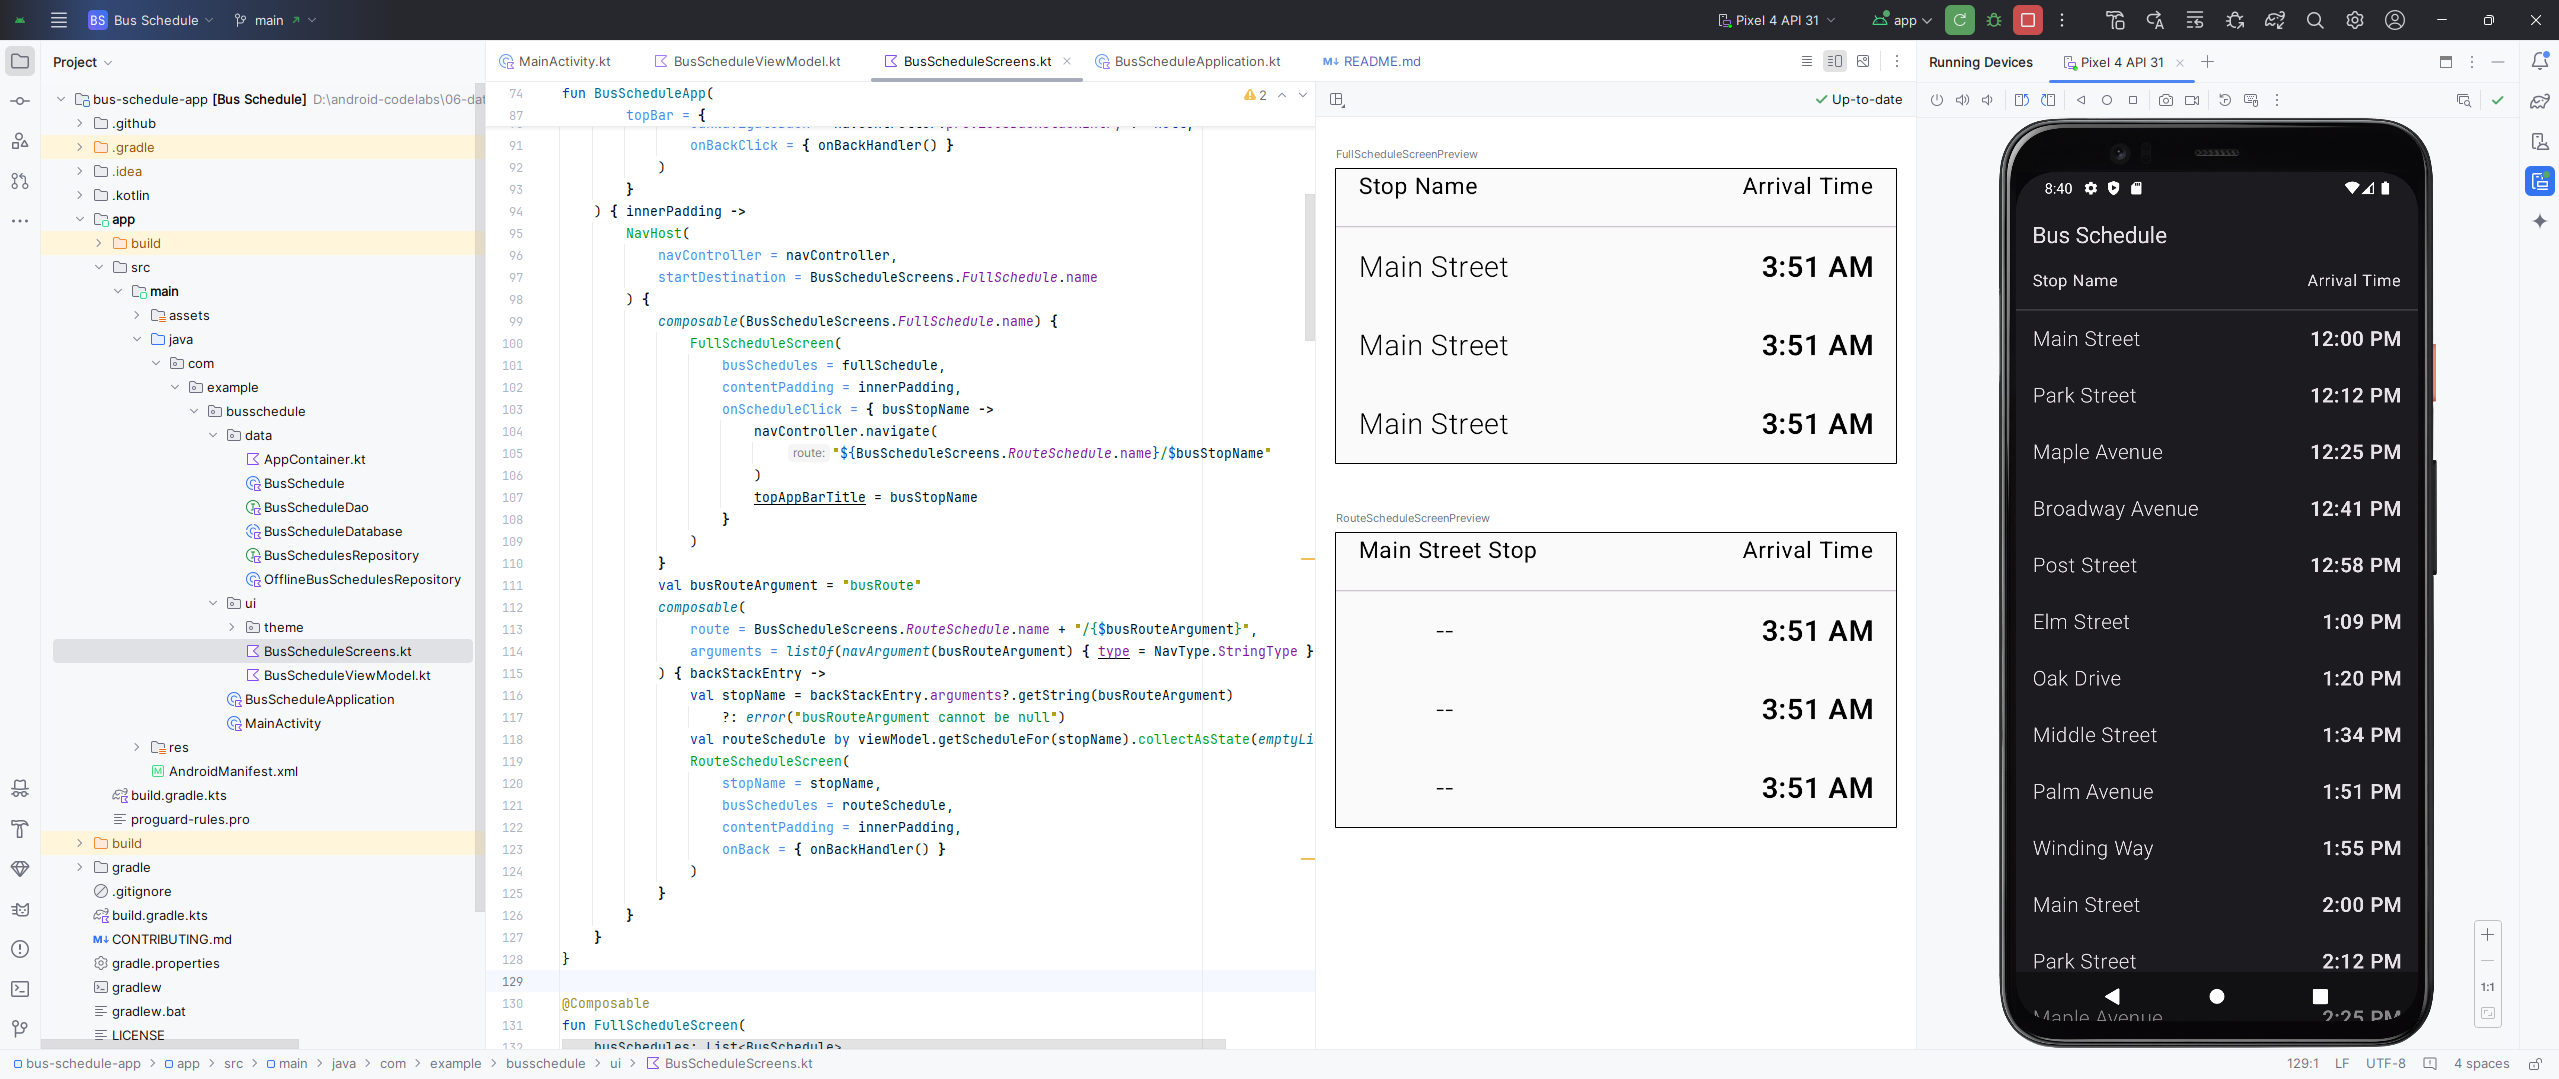 BS Bus Schedule main Pixel 4 API 31 app
Project
bus-schedule-app [Bus Schedule] D:\android-codelabs\06-dat
.github
.gradle
.idea
.kotlin
app
build
src
main
assets
java
com
example
busschedule
data
AppContainer.kt
BusSchedule
BusScheduleDao
BusScheduleDatabase
BusSchedulesRepository
OfflineBusSchedulesRepository
ui
theme
BusScheduleScreens.kt
BusScheduleViewModel.kt
BusScheduleApplication
MainActivity
res
AndroidManifest.xml
build.gradle.kts
proguard-rules.pro
build
gradle
.gitignore
build.gradle.kts
CONTRIBUTING.md
gradle.properties
gradlew
gradlew.bat
LICENSE
MainActivity.kt BusScheduleViewModel.kt BusScheduleScreens.kt BusScheduleApplication.kt README.md
74 fun BusScheduleApp( 2
87 topBar = {
91 onBackClick = { onBackHandler() }
92 )
93 }
94 ) { innerPadding ->
95 NavHost(
96 navController = navController,
97 startDestination = BusScheduleScreens.FullSchedule.name
98 ) {
99 composable(BusScheduleScreens.FullSchedule.name) {
100 FullScheduleScreen(
101 busSchedules = fullSchedule,
102 contentPadding = innerPadding,
103 onScheduleClick = { busStopName ->
104 navController.navigate(
105 route: "${BusScheduleScreens.RouteSchedule.name}/$busStopName"
106 )
107 topAppBarTitle = busStopName
108 }
109 )
110 }
111 val busRouteArgument = "busRoute"
112 composable(
113 route = BusScheduleScreens.RouteSchedule.name + "/{$busRouteArgument}",
114 arguments = listOf(navArgument(busRouteArgument) { type = NavType.StringType }
115 ) { backStackEntry ->
116 val stopName = backStackEntry.arguments?.getString(busRouteArgument)
117 ?: error("busRouteArgument cannot be null")
118 val routeSchedule by viewModel.getScheduleFor(stopName).collectAsState(emptyLi
119 RouteScheduleScreen(
120 stopName = stopName,
121 busSchedules = routeSchedule,
122 contentPadding = innerPadding,
123 onBack = { onBackHandler() }
124 )
125 }
126 }
127 }
128 }
129
130 @Composable
131 fun FullScheduleScreen(
132 busSchedules: List<BusSchedule>
Up-to-date
FullScheduleScreenPreview
Stop Name Arrival Time
Main Street 3:51 AM
Main Street 3:51 AM
Main Street 3:51 AM
RouteScheduleScreenPreview
Main Street Stop Arrival Time
-- 3:51 AM
-- 3:51 AM
-- 3:51 AM
Running Devices Pixel 4 API 31
8:40
Bus Schedule
Stop Name Arrival Time
Main Street 12:00 PM
Park Street 12:12 PM
Maple Avenue 12:25 PM
Broadway Avenue 12:41 PM
Post Street 12:58 PM
Elm Street 1:09 PM
Oak Drive 1:20 PM
Middle Street 1:34 PM
Palm Avenue 1:51 PM
Winding Way 1:55 PM
Main Street 2:00 PM
Park Street 2:12 PM
Maple Avenue 2:25 PM
1:1
bus-schedule-app > app > src > main > java > com > example > busschedule > ui > BusScheduleScreens.kt
129:1 LF UTF-8 4 spaces